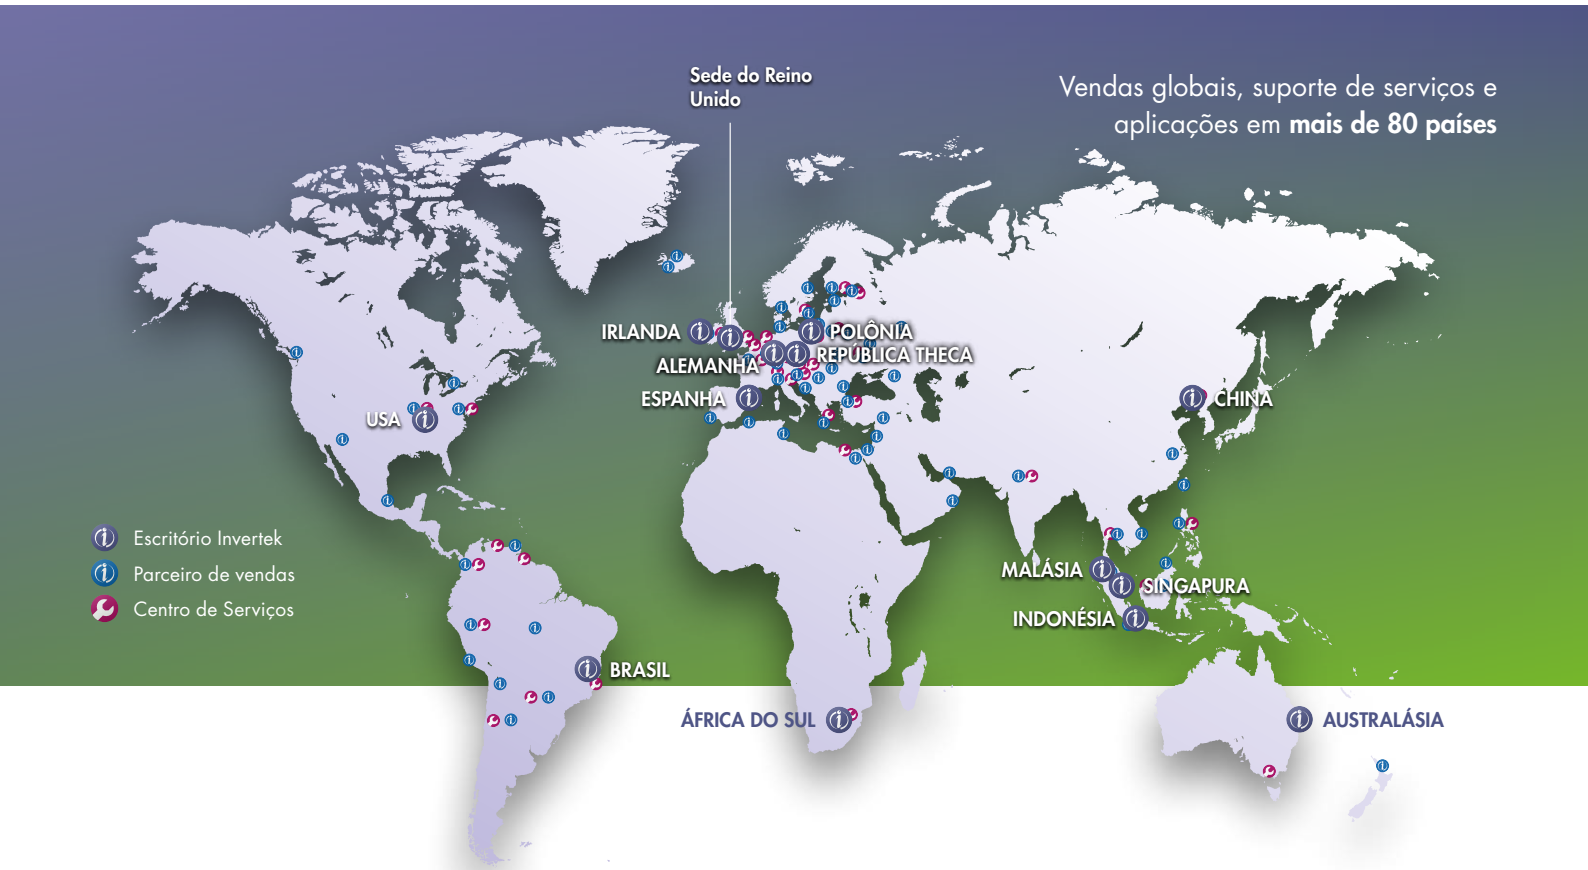 Sede do Reino
Unido
Vendas globais, suporte de serviços e
aplicações em mais de 80 países
IRLANDA
POLÔNIA
ALEMANHA
REPÚBLICA THECA
ESPANHA
CHINA
USA
Escritório Invertek
Parceiro de vendas
Centro de Serviços
MALÁSIA
SINGAPURA
INDONÉSIA
BRASIL
ÁFRICA DO SUL
AUSTRALÁSIA